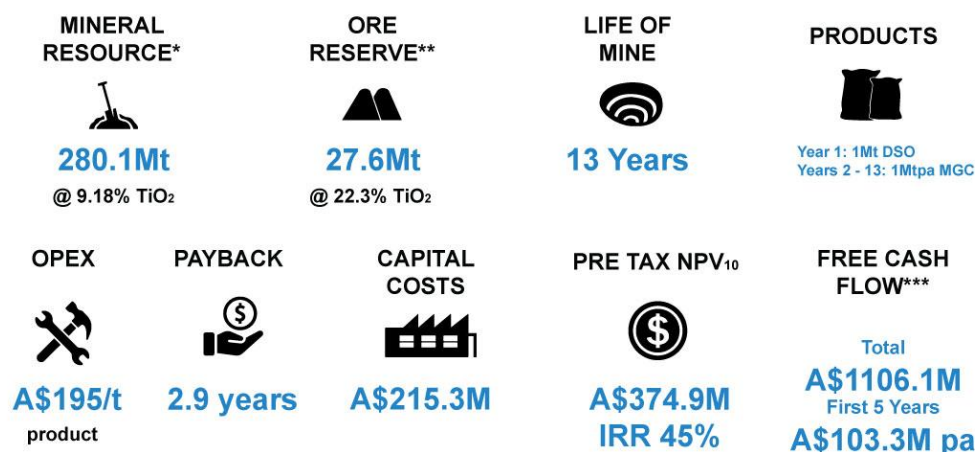 MINERAL
RESOURCE*
280.1Mt
@ 9.18% TiO2
ORE
RESERVE**
27.6Mt
@ 22.3% TiO2
LIFE OF
MINE
13 Years
PRODUCTS
Year 1: 1Mt DSO
Years 2 - 13: 1Mtpa MGC
OPEX
A$195/t
product
PAYBACK
$
2.9 years
CAPITAL
COSTS
A$215.3M
PRE TAX NPV10
$
A$374.9M
IRR 45%
FREE CASH
FLOW***
Total
A$1106.1M
First 5 Years
A$103.3M pa